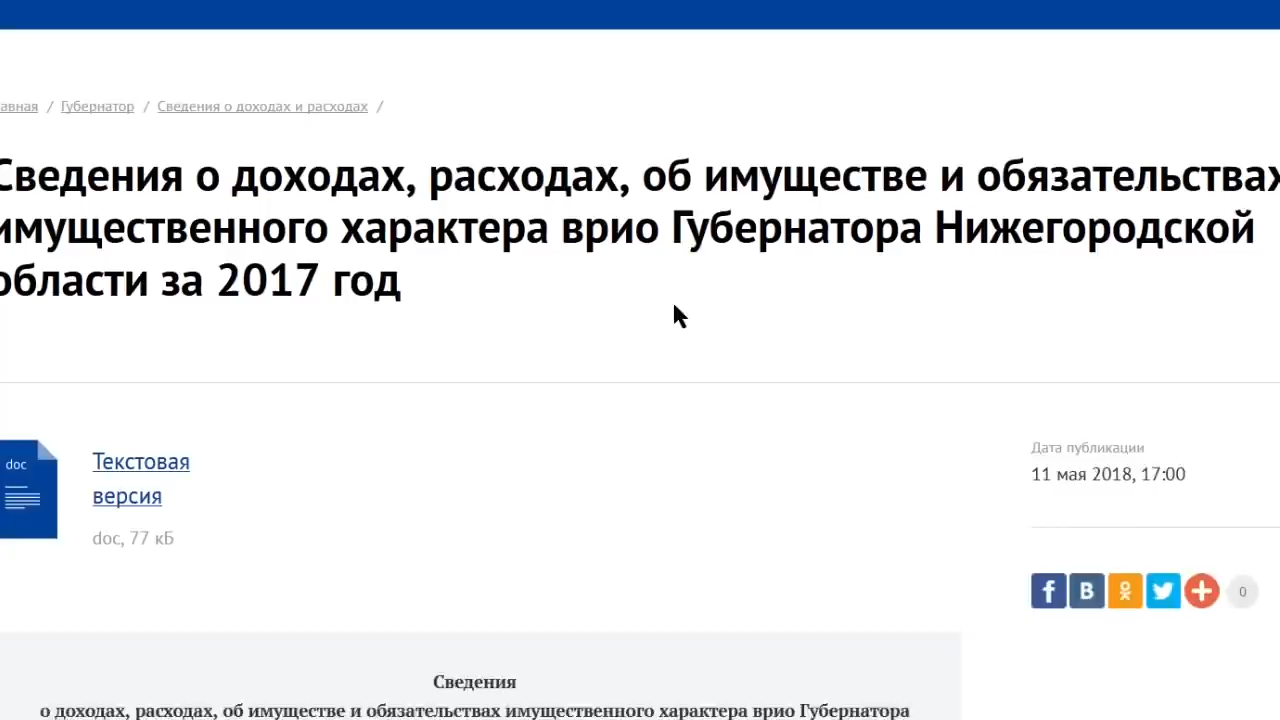 авная / Губернатор / Сведения о доходах и расходах /
Сведения о доходах, расходах, об имуществе и обязательствах
имущественного характера врио Губернатора Нижегородской
области за 2017 год
doc
Текстовая
версия
doc, 77 кБ
Дата публикации
11 мая 2018, 17:00
0
Сведения
о доходах, расходах, об имуществе и обязательствах имущественного характера врио Губернатора